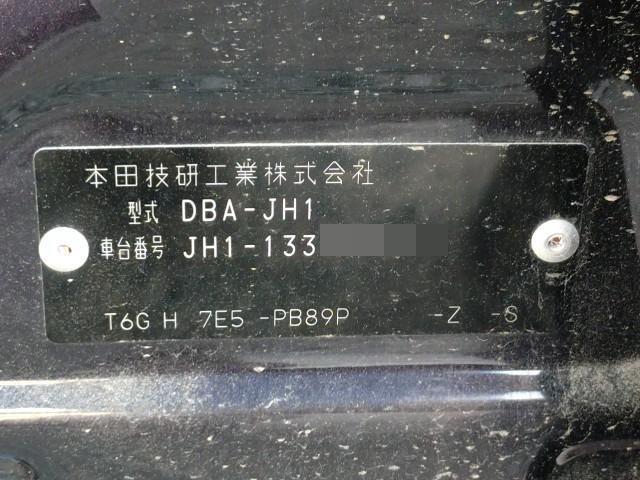 本田技研工業株式会社
型式 DBA-JH1
車台番号 JH1-133
T6G H 7E5 -PB89P -Z -S